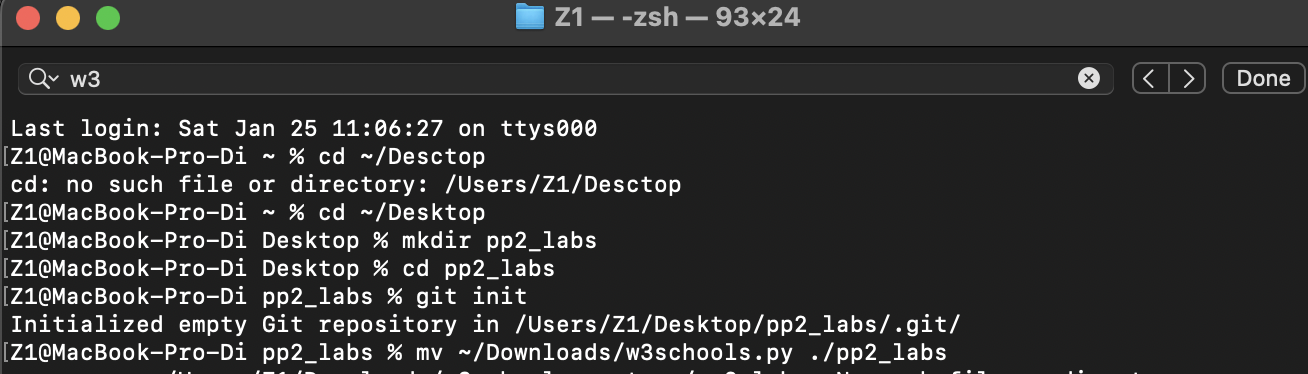 Z1 — -zsh — 93×24
w3
Done
Last login: Sat Jan 25 11:06:27 on ttys000
[Z1@MacBook-Pro-Di ~ % cd ~/Desctop
cd: no such file or directory: /Users/Z1/Desctop
[Z1@MacBook-Pro-Di ~ % cd ~/Desktop
[Z1@MacBook-Pro-Di Desktop % mkdir pp2_labs
[Z1@MacBook-Pro-Di Desktop % cd pp2_labs
[Z1@MacBook-Pro-Di pp2_labs % git init
Initialized empty Git repository in /Users/Z1/Desktop/pp2_labs/.git/
[Z1@MacBook-Pro-Di pp2_labs % mv ~/Downloads/w3schools.py ./pp2_labs